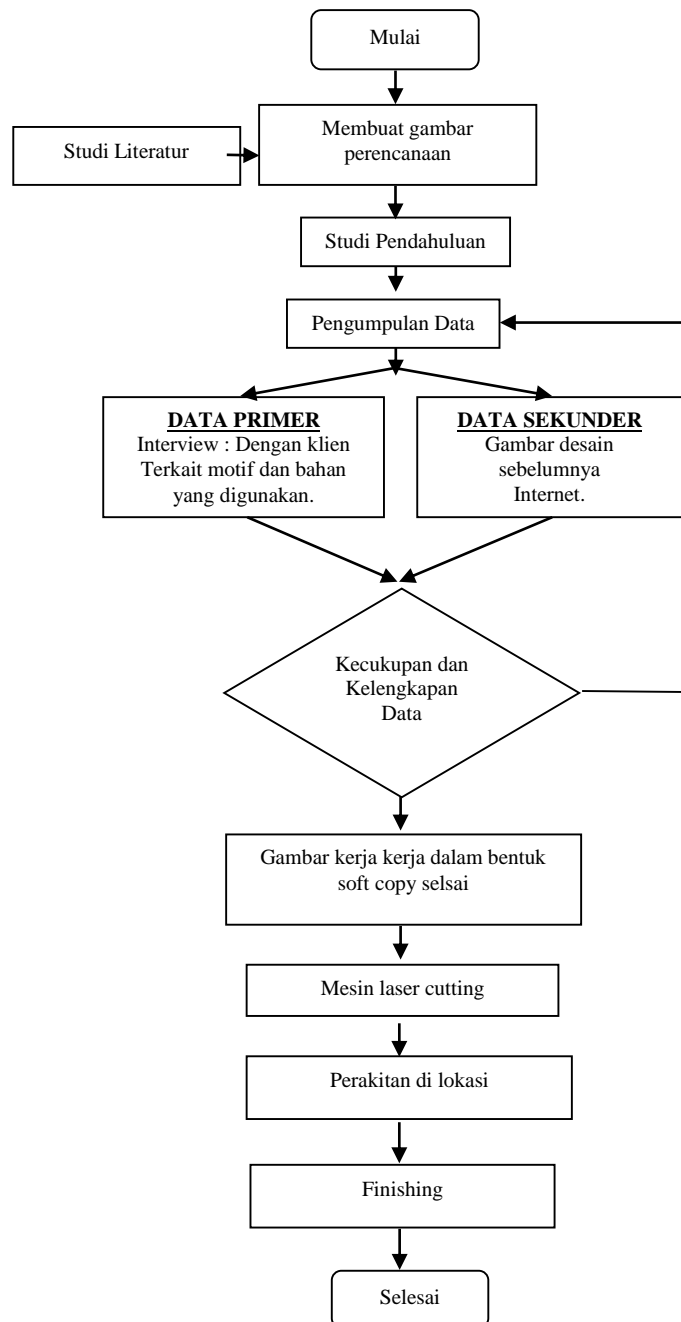 Mulai
Membuat gambar
perencanaan
Studi Literatur
Studi Pendahuluan
Pengumpulan Data
DATA PRIMER
Interview : Dengan klien
Terkait motif dan bahan
yang digunakan.
DATA SEKUNDER
Gambar desain
sebelumnya
Internet.
Kecukupan dan
Kelengkapan
Data
Gambar kerja kerja dalam bentuk
soft copy selsai
Mesin laser cutting
Perakitan di lokasi
Finishing
Selesai